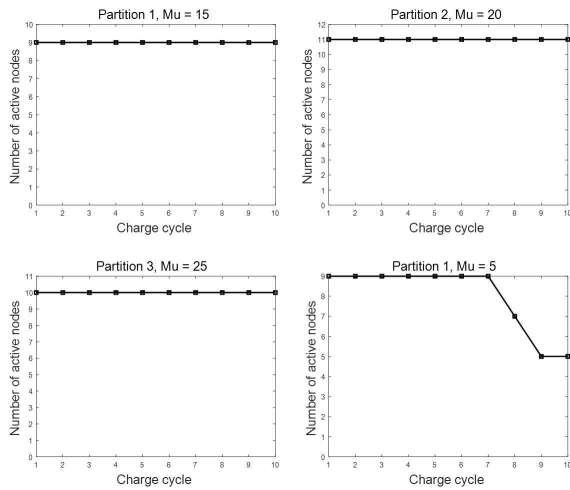 Partition 1, Mu = 15
Number of active nodes
10
9
8
7
6
5
4
3
2
1
0
1 2 3 4 5 6 7 8 9 10
Charge cycle
Partition 2, Mu = 20
Number of active nodes
12
11
10
9
8
7
6
5
4
3
2
1
0
1 2 3 4 5 6 7 8 9 10
Charge cycle
Partition 3, Mu = 25
Number of active nodes
11
10
9
8
7
6
5
4
3
2
1
0
1 2 3 4 5 6 7 8 9 10
Charge cycle
Partition 1, Mu = 5
Number of active nodes
9
8
7
6
5
4
3
2
1
0
1 2 3 4 5 6 7 8 9 10
Charge cycle